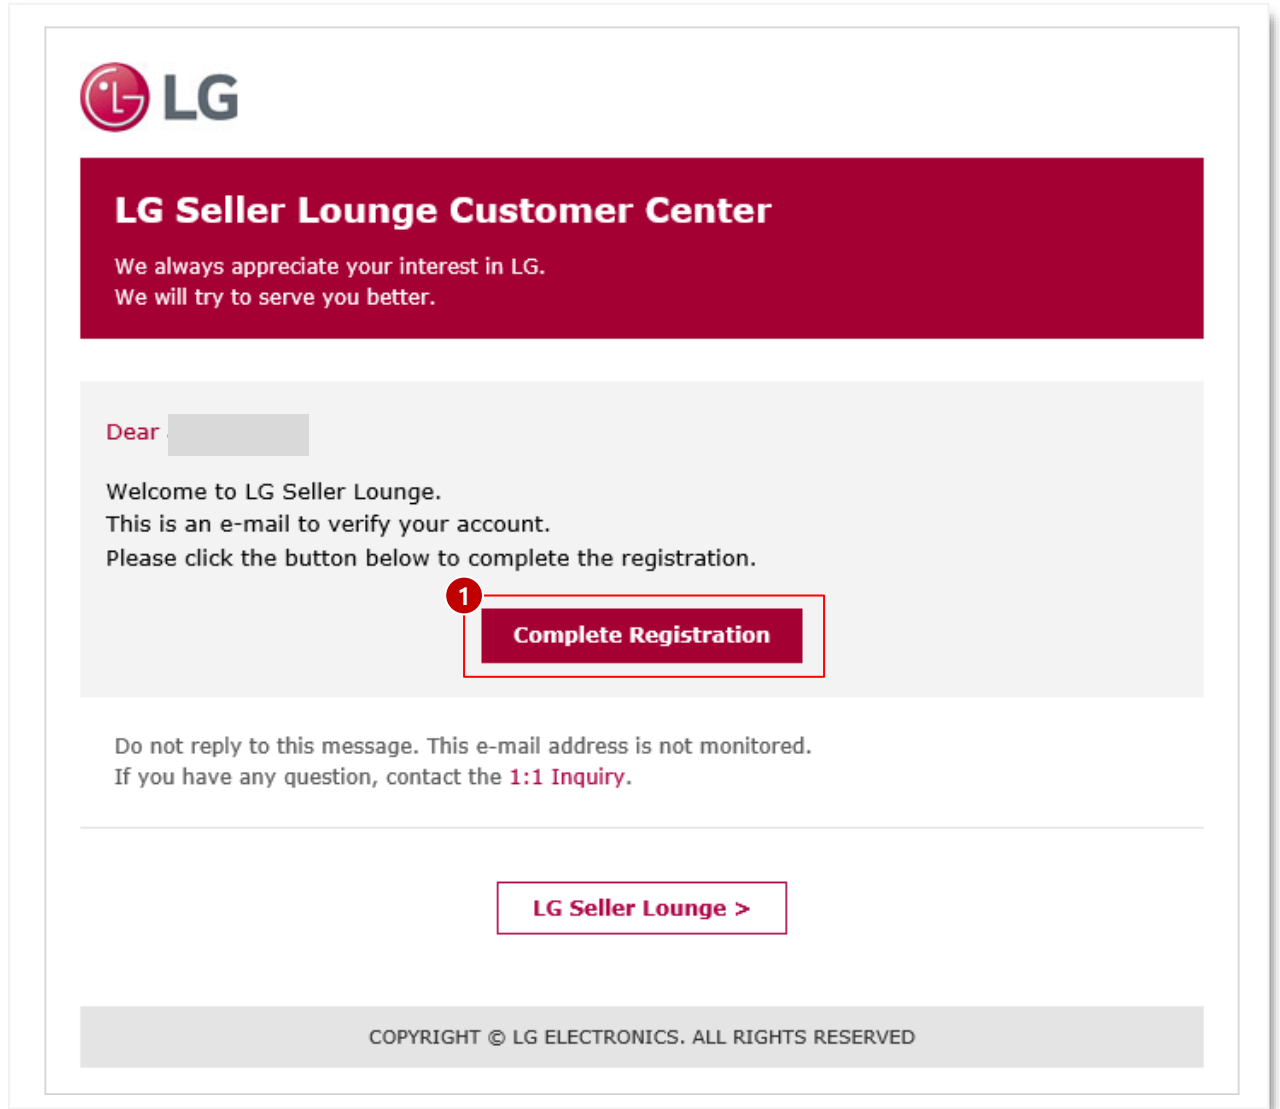 LG
LG Seller Lounge Customer Center
We always appreciate your interest in LG.
We will try to serve you better.
Dear
Welcome to LG Seller Lounge.
This is an e-mail to verify your account.
Please click the button below to complete the registration.
1
Complete Registration
Do not reply to this message. This e-mail address is not monitored.
If you have any question, contact the 1:1 Inquiry.
LG Seller Lounge >
COPYRIGHT © LG ELECTRONICS. ALL RIGHTS RESERVED